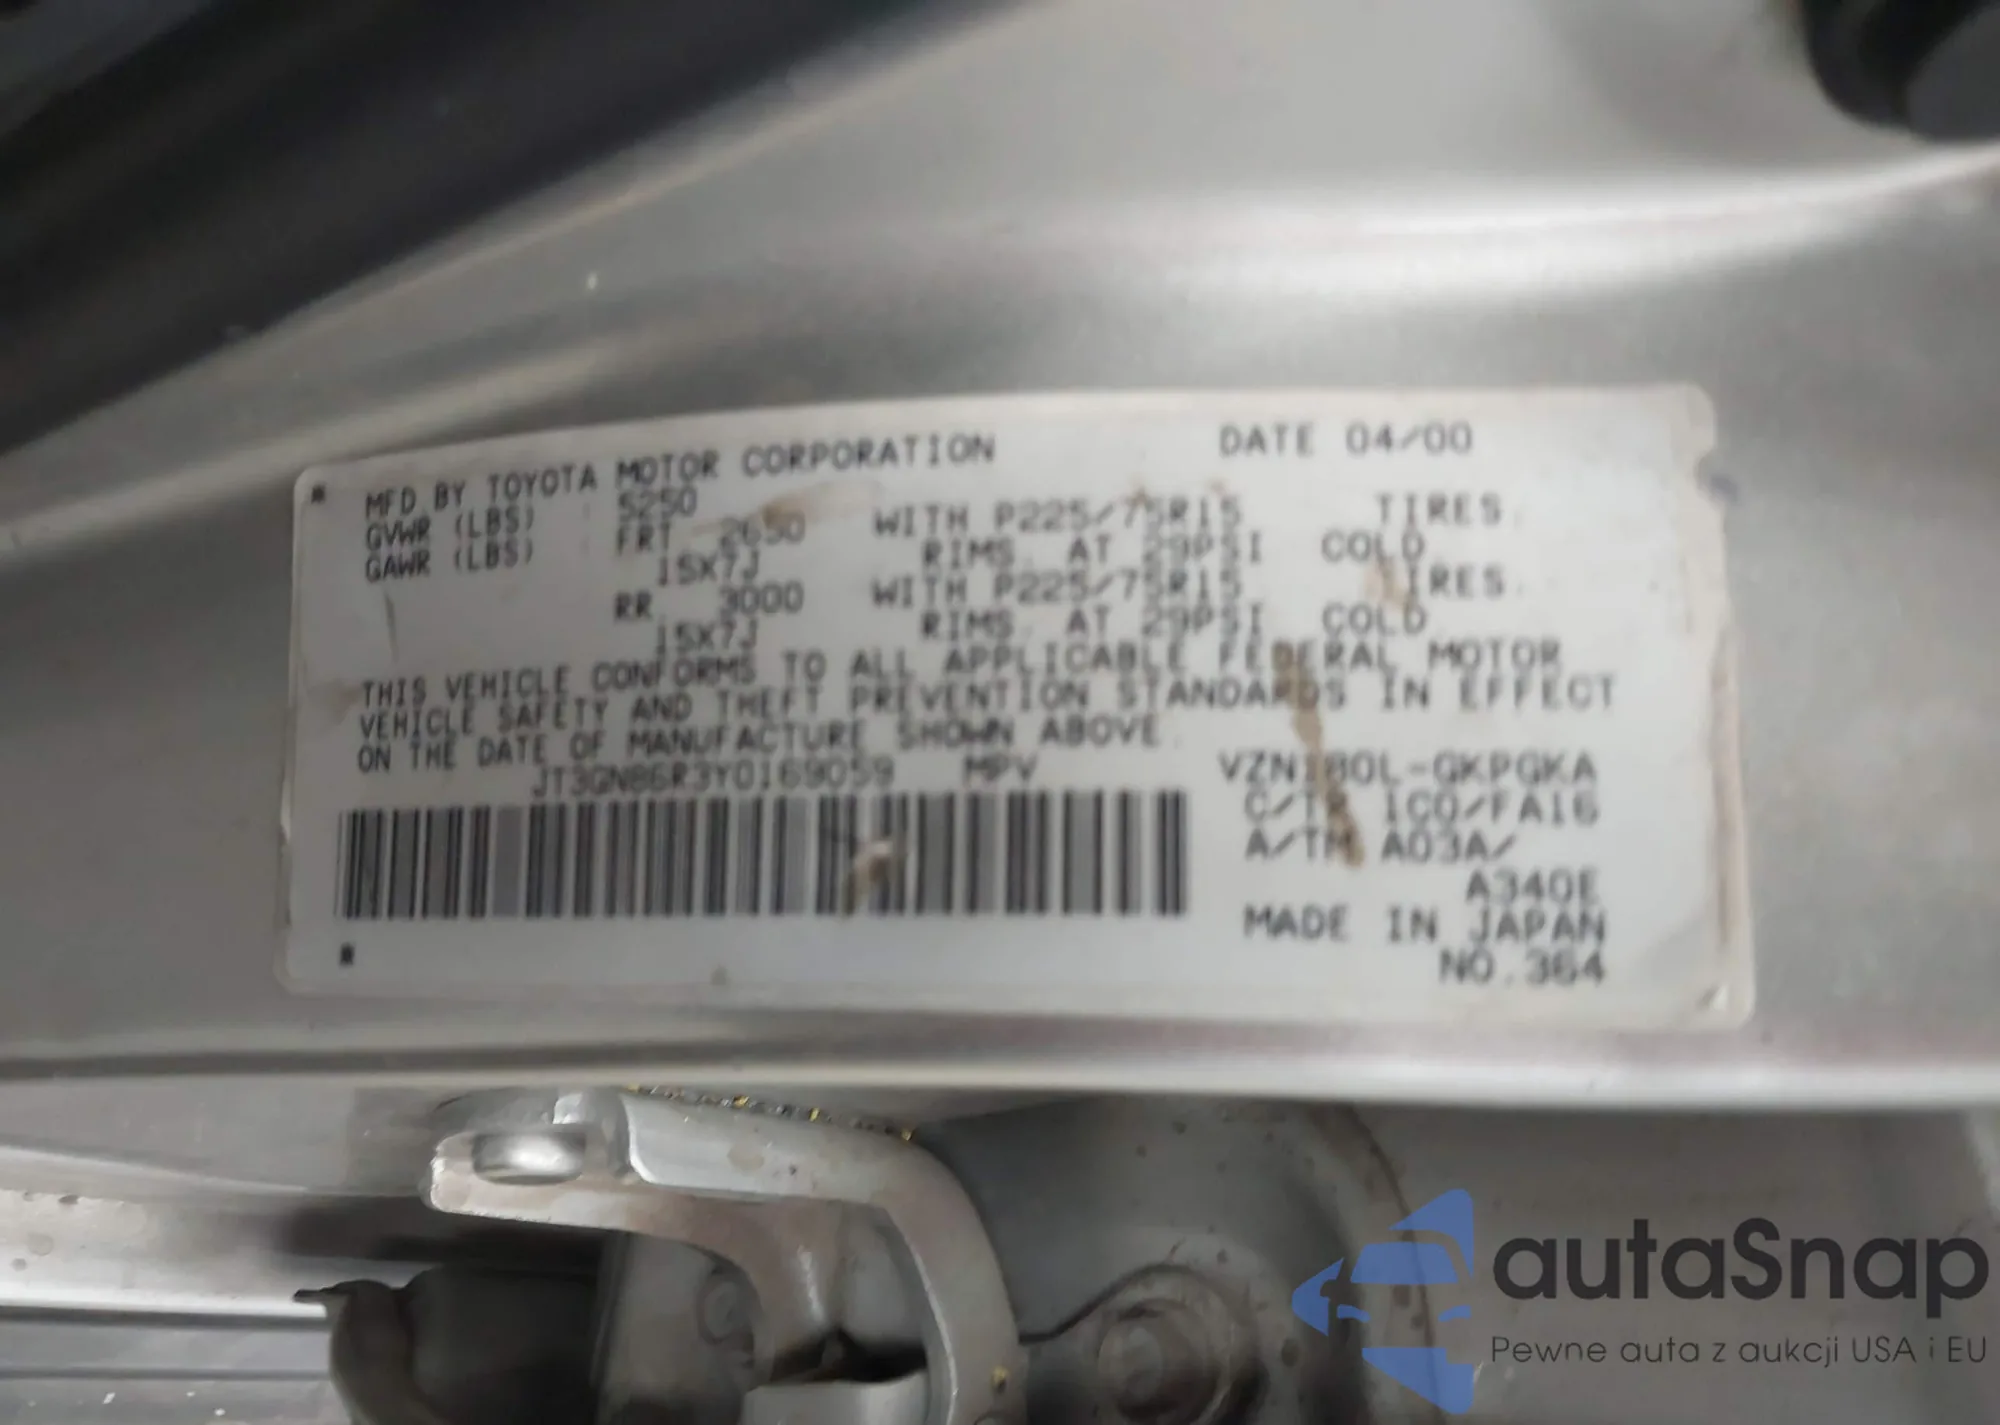 MFD BY TOYOTA MOTOR CORPORATION DATE 04/00
GVWR (LBS) : 5250
GAWR (LBS) : FRT 2650 WITH P225/75R15 TIRES,
15X7J RIMS, AT 29PSI COLD
RR 3000 WITH P225/75R15 TIRES,
15X7J RIMS, AT 29PSI COLD
THIS VEHICLE CONFORMS TO ALL APPLICABLE FEDERAL MOTOR
VEHICLE SAFETY AND THEFT PREVENTION STANDARDS IN EFFECT
ON THE DATE OF MANUFACTURE SHOWN ABOVE.
JT3GN86R3Y0169059 MPV VZN180L-GKPGKA
C/TR 1C0/FA16
A/TM A03A/
A340E
MADE IN JAPAN
NO.364
autaSnap
Pewne auta z aukcji USA i EU